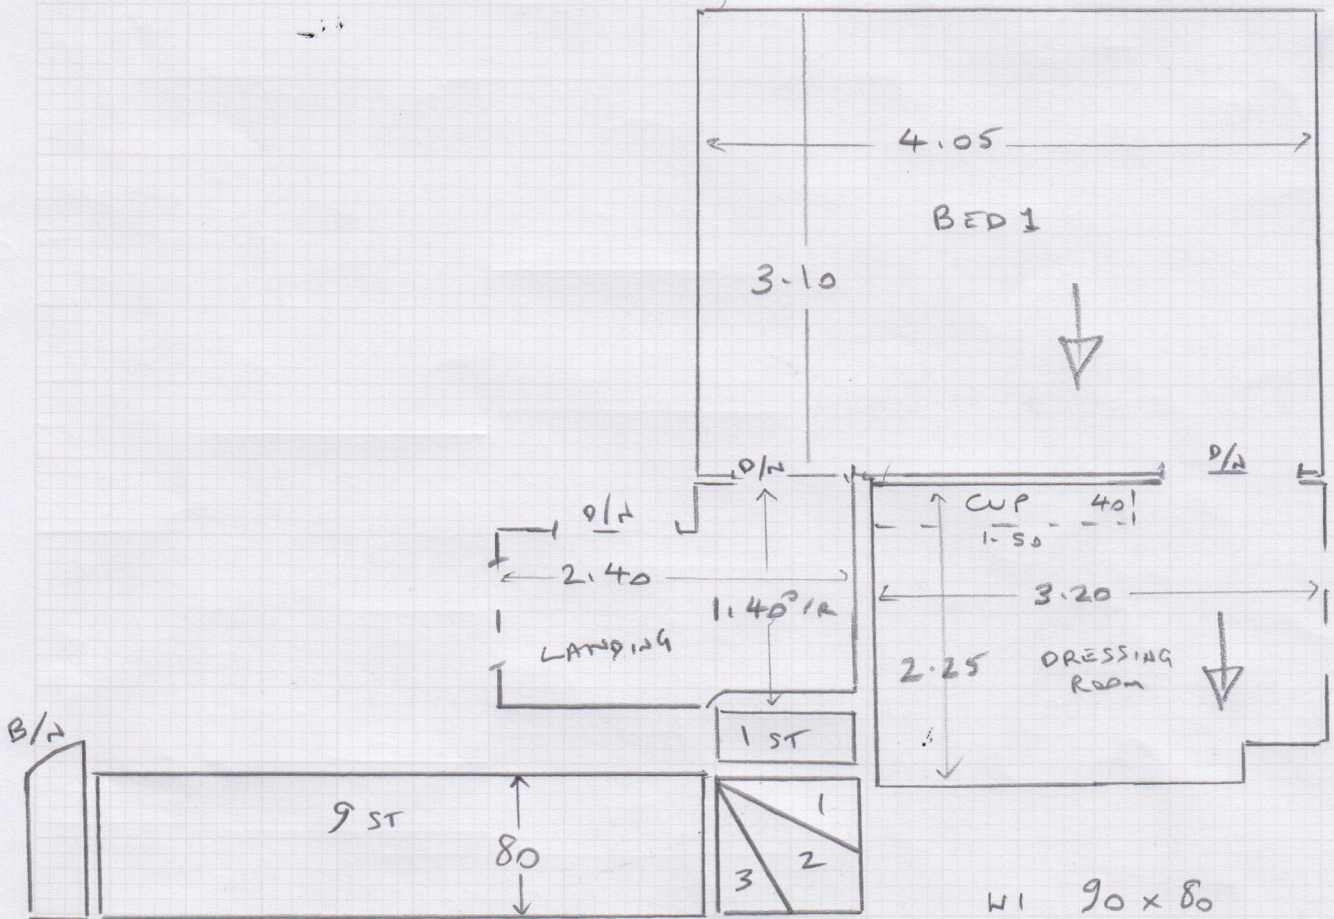 4.05
BED 1
3.10
D/N
D/N
D/N
CUP 40
1.50
2.40
1.40 O/R
3.20
LANDING
2.25
DRESSING
ROOM
B/N
1 ST
9 ST
80
1
2
3
W1 90 x 80